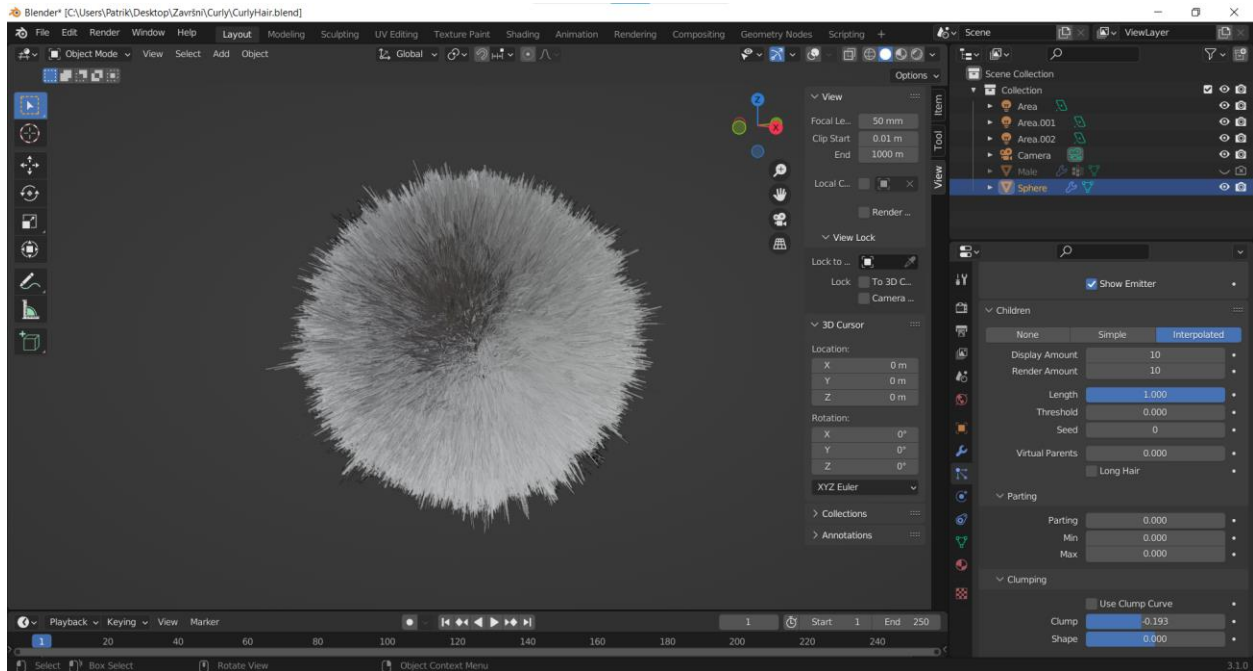 Blender* [C:\Users\Patrik\Desktop\Završni\Curly\CurlyHair.blend]
File Edit Render Window Help Layout Modeling Sculpting UV Editing Texture Paint Shading Animation Rendering Compositing Geometry Nodes Scripting + Scene ViewLayer
Object Mode View Select Add Object Global
Options
Scene Collection
Collection
Area
Area.001
Area.002
Camera
Male
Sphere
Z
X
Item
Tool
View
View
Focal Le... 50 mm
Clip Start 0.01 m
End 1000 m
Local C...
Render ...
View Lock
Lock to ...
Lock To 3D C...
Camera ...
3D Cursor
Location:
X 0 m
Y 0 m
Z 0 m
Rotation:
X 0°
Y 0°
Z 0°
XYZ Euler
Collections
Annotations
Show Emitter
Children
None Simple Interpolated
Display Amount 10
Render Amount 10
Length 1.000
Threshold 0.000
Seed 0
Virtual Parents 0.000
Long Hair
Parting
Parting 0.000
Min 0.000
Max 0.000
Clumping
Use Clump Curve
Clump -0.193
Shape 0.000
Playback Keying View Marker 1 Start 1 End 250
1 20 40 60 80 100 120 140 160 180 200 220 240
Select Box Select Rotate View Object Context Menu 3.1.0